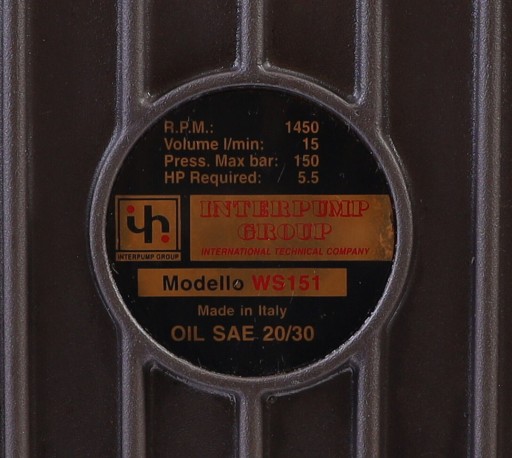 R.P.M.: 1450
Volume l/min: 15
Press. Max bar: 150
HP Required: 5.5
ih
INTERPUMP GROUP
INTERPUMP
GROUP
INTERNATIONAL TECHNICAL COMPANY
Modello WS151
Made in Italy
OIL SAE 20/30